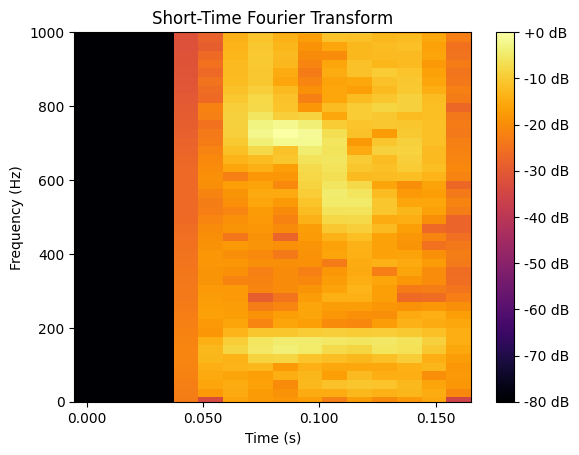 Short-Time Fourier Transform
1000
800
600
400
200
0
Frequency (Hz)
0.000
0.050
0.100
0.150
Time (s)
+0 dB
-10 dB
-20 dB
-30 dB
-40 dB
-50 dB
-60 dB
-70 dB
-80 dB